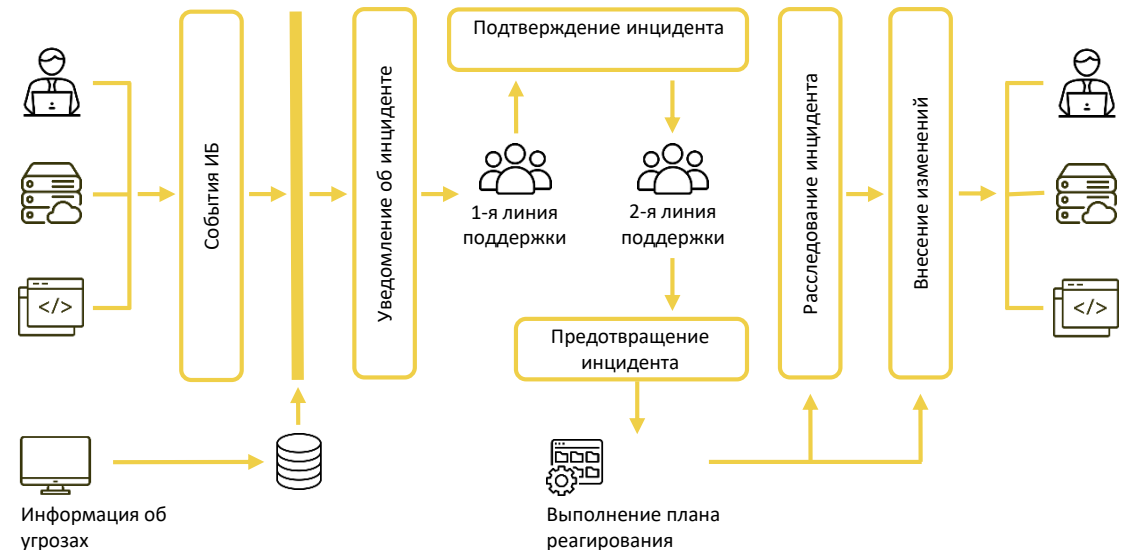 События ИБ
Уведомление об инциденте
Подтверждение инцидента
1-я линия
поддержки
2-я линия
поддержки
Предотвращение
инцидента
Расследование инцидента
Внесение изменений
</>
</>
Информация об
угрозах
Выполнение плана
реагирования